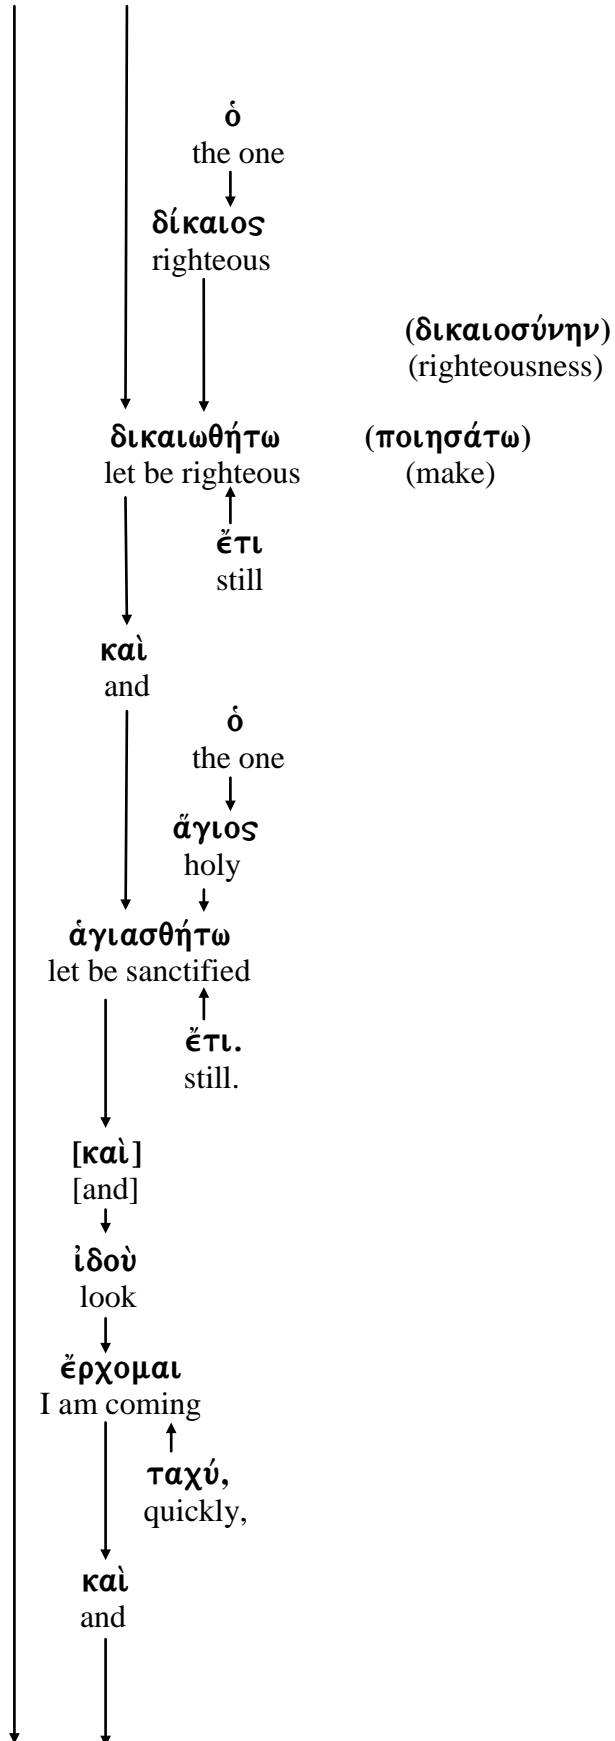 ὁ
the one
δίκαιος
righteous
(δικαιοσύνην)
(righteousness)
δικαιωθήτω (ποιησάτω)
let be righteous (make)
ἔτι
still
καὶ
and
ὁ
the one
ἅγιος
holy
ἁγιασθήτω
let be sanctified
ἔτι.
still.
[καὶ]
[and]
ἰδοὺ
look
ἔρχομαι
I am coming
ταχύ,
quickly,
καὶ
and